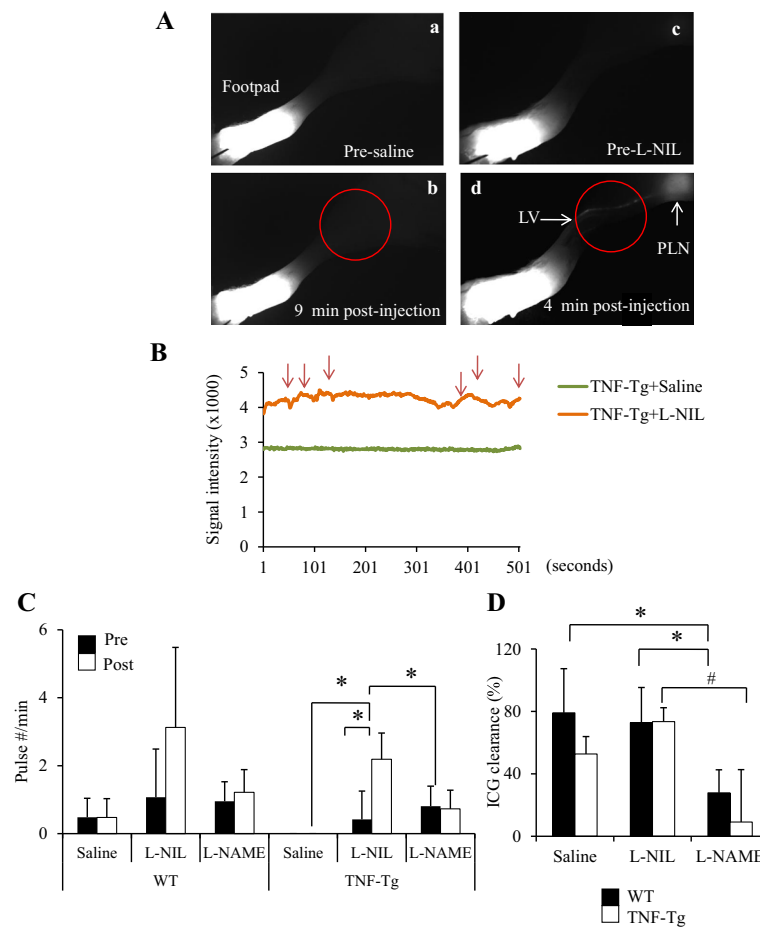 A
a
c
Footpad
Pre-saline
Pre-L-NIL
b
d
LV
PLN
9 min post-injection
4 min post-injection
B
Signal intensity (x1000)
5
4
3
2
1
0
1 101 201 301 401 501 (seconds)
TNF-Tg+Saline
TNF-Tg+L-NIL
C
Pulse #/min
6
4
2
0
Pre
Post
* * *
Saline L-NIL L-NAME Saline L-NIL L-NAME
WT TNF-Tg
D
ICG clearance (%)
120
80
40
0
*
*
#
Saline L-NIL L-NAME
WT
TNF-Tg